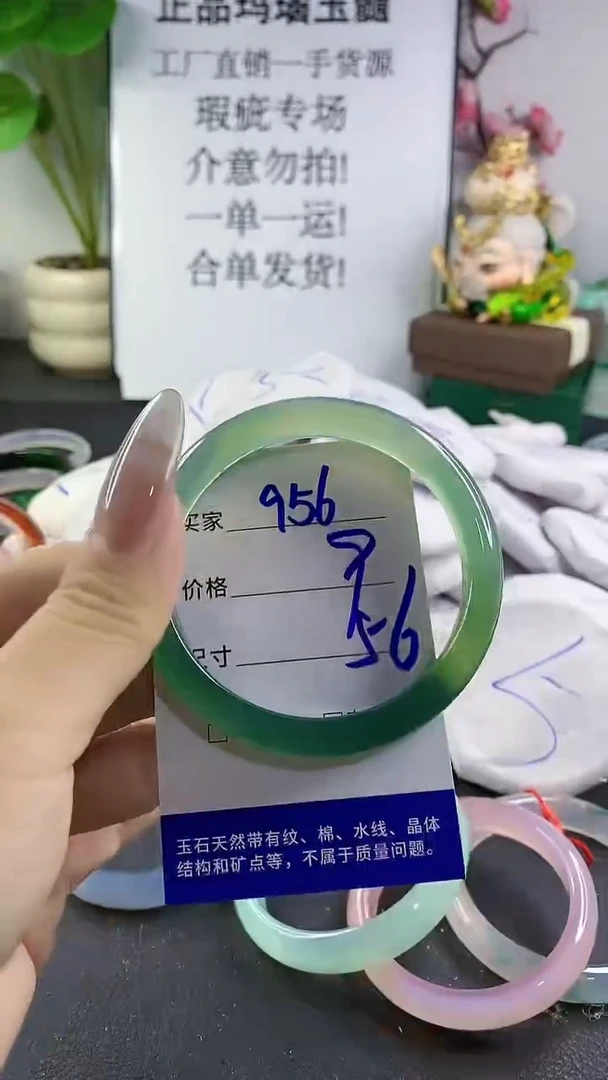 正品玛瑙玉髓
工厂直销一手货源
瑕疵专场
介意勿拍!
一单一运!
合单发货!
买家 956
价格
尺寸 56
玉石天然带有纹、棉、水线、晶体
结构和矿点等，不属于质量问题。